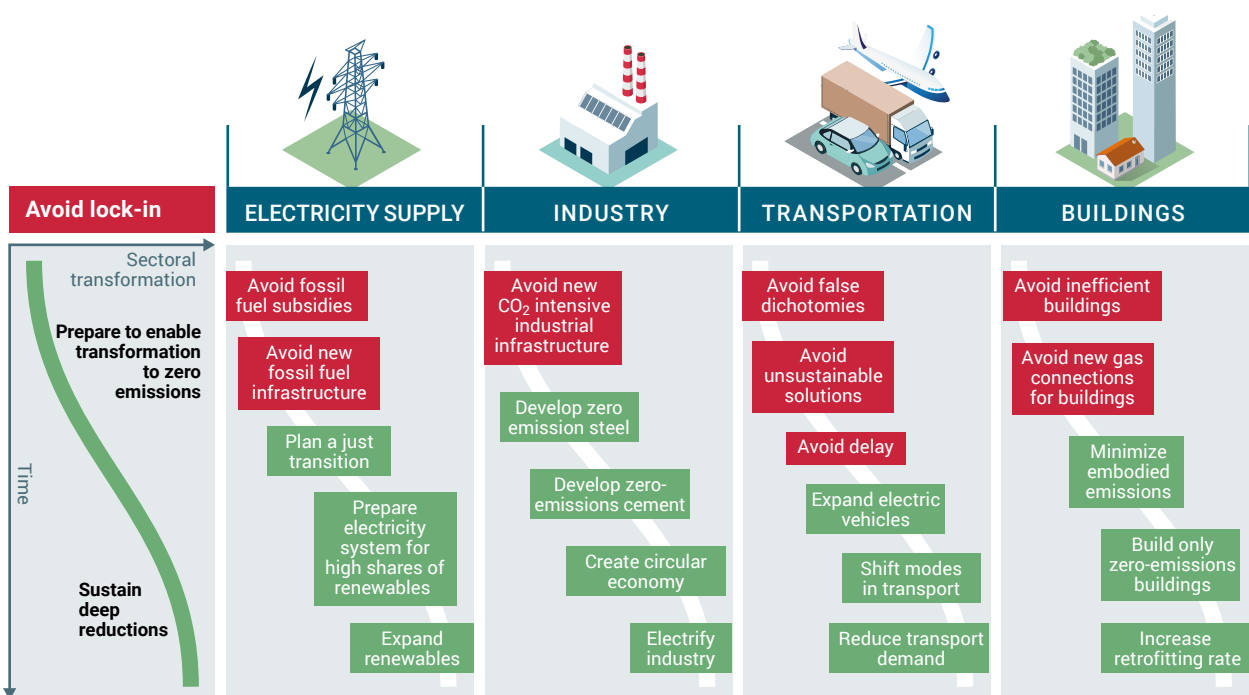 Avoid lock-in
ELECTRICITY SUPPLY
INDUSTRY
TRANSPORTATION
BUILDINGS
Sectoral
transformation
Prepare to enable
transformation
to zero
emissions
Time
Sustain
deep
reductions
Avoid fossil
fuel subsidies
Avoid new
fossil fuel
infrastructure
Plan a just
transition
Prepare
electricity
system for
high shares of
renewables
Expand
renewables
Avoid new
CO₂ intensive
industrial
infrastructure
Develop zero
emission steel
Develop zero-
emissions cement
Create circular
economy
Electrify
industry
Avoid false
dichotomies
Avoid
unsustainable
solutions
Avoid delay
Expand electric
vehicles
Shift modes
in transport
Reduce transport
demand
Avoid inefficient
buildings
Avoid new gas
connections
for buildings
Minimize
embodied
emissions
Build only
zero-emissions
buildings
Increase
retrofitting rate